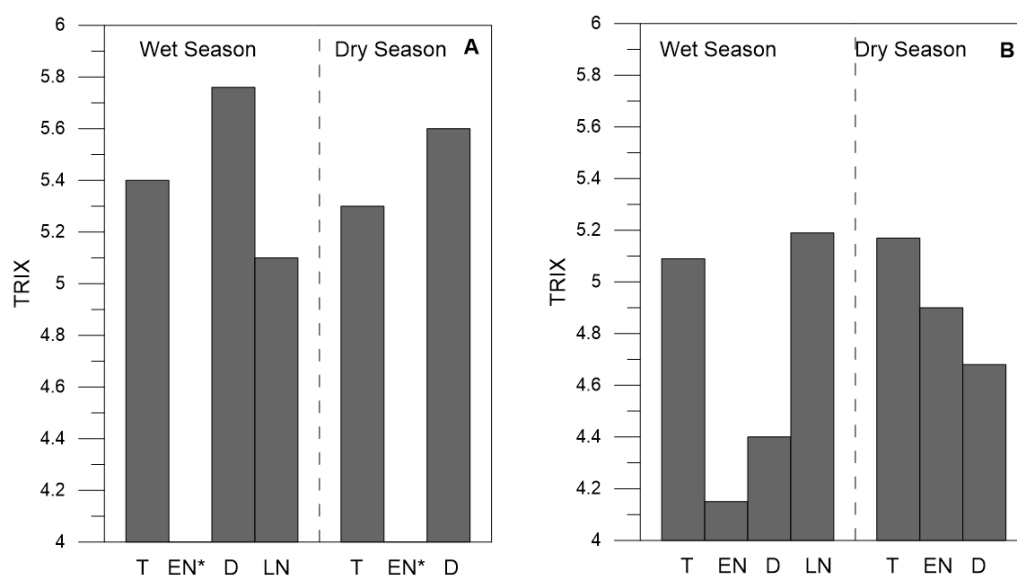 6
5.8
5.6
5.4
5.2
5
4.8
4.6
4.4
4.2
4
TRIX
Wet Season
Dry Season
A
T EN* D LN T EN* D
6
5.8
5.6
5.4
5.2
5
4.8
4.6
4.4
4.2
4
TRIX
Wet Season
Dry Season
B
T EN D LN T EN D